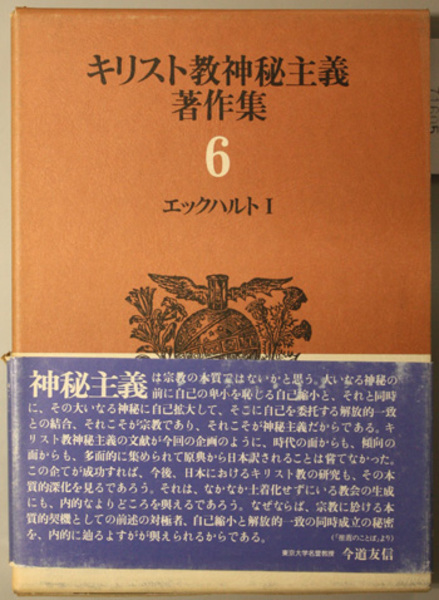 キリスト教神秘主義
著作集
6
エックハルトI
神秘主義は宗教の本質ではないかと思う。大いなる神秘の
前に自己の卑小を恥じる自己縮小と、それと同時
に、その大いなる神秘に自己拡大して、そこに自己を委托する解放的一致
との結合、それこそが宗教であり、それこそが神秘主義だからである。キ
リスト教神秘主義の文献が今回の企画のように、時代の面からも、傾向の
面からも、多面的に集められて原典から日本訳されることは嘗てなかった。
この企てが成功すれば、今後、日本におけるキリスト教の研究も、その本
質的深化を見るであろう。それは、なかなか土着化せずにいる教会の生成
にも、内的なよりどころを與えるであろう。なぜならば、宗教に於ける本
質的契機としての前述の対極者、自己縮小と解放的一致の同時成立の秘密
を、内的に辿るよすがが與えられるからである。
(「推薦のことば」より)
東京大学名誉教授 今道友信